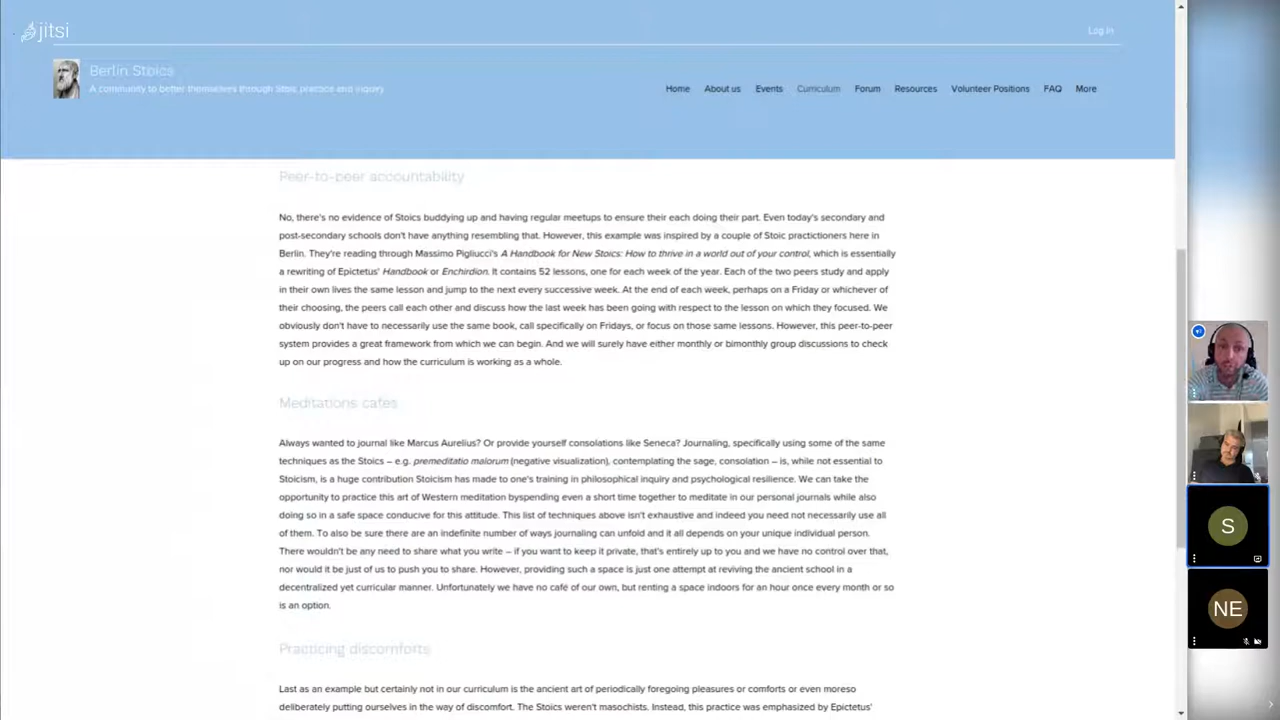 jitsi
Log In
Berlin Stoics
A community to better themselves through Stoic practice and inquiry
Home About us Events Curriculum Forum Resources Volunteer Positions FAQ More
Peer-to-peer accountability
No, there's no evidence of Stoics buddying up and having regular meetups to ensure their each doing their part. Even today's secondary and
post-secondary schools don't have anything resembling that. However, this example was inspired by a couple of Stoic practictioners here in
Berlin. They're reading through Massimo Pigliucci's A Handbook for New Stoics: How to thrive in a world out of your control, which is essentially
a rewriting of Epictetus' Handbook or Enchirdion. It contains 52 lessons, one for each week of the year. Each of the two peers study and apply
in their own lives the same lesson and jump to the next every successive week. At the end of each week, perhaps on a Friday or whichever of
their choosing, the peers call each other and discuss how the last week has been going with respect to the lesson on which they focused. We
obviously don't have to necessarily use the same book, call specifically on Fridays, or focus on those same lessons. However, this peer-to-peer
system provides a great framework from which we can begin. And we will surely have either monthly or bimonthly group discussions to check
up on our progress and how the curriculum is working as a whole.
Meditations cafes
Always wanted to journal like Marcus Aurelius? Or provide yourself consolations like Seneca? Journaling, specifically using some of the same
techniques as the Stoics – e.g. premeditatio malorum (negative visualization), contemplating the sage, consolation – is, while not essential to
Stoicism, is a huge contribution Stoicism has made to one's training in philosophical inquiry and psychological resilience. We can take the
opportunity to practice this art of Western meditation byspending even a short time together to meditate in our personal journals while also
doing so in a safe space conducive for this attitude. This list of techniques above isn't exhaustive and indeed you need not necessarily use all
of them. To also be sure there are an indefinite number of ways journaling can unfold and it all depends on your unique individual person.
There wouldn't be any need to share what you write – if you want to keep it private, that's entirely up to you and we have no control over that,
nor would it be just of us to push you to share. However, providing such a space is just one attempt at reviving the ancient school in a
decentralized yet curricular manner. Unfortunately we have no café of our own, but renting a space indoors for an hour once every month or so
is an option.
Practicing discomforts
Last as an example but certainly not in our curriculum is the ancient art of periodically foregoing pleasures or comforts or even moreso
deliberately putting ourselves in the way of discomfort. The Stoics weren't masochists. Instead, this practice was emphasized by Epictetus'
S
NE